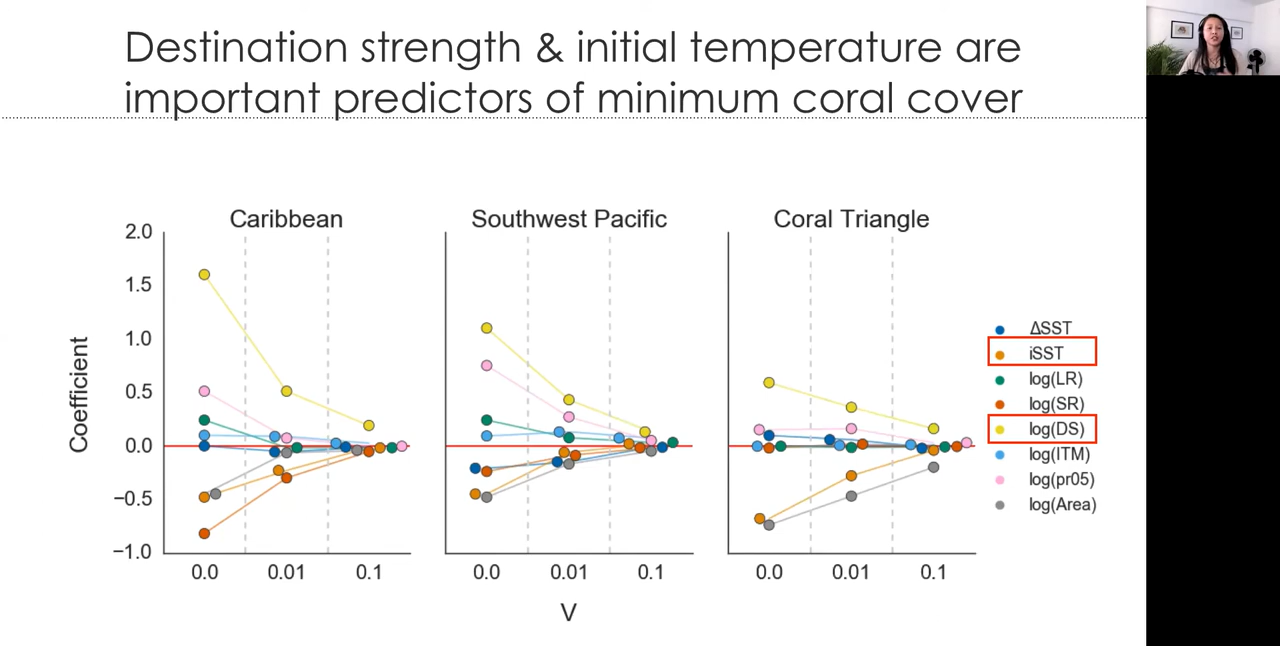 Destination strength & initial temperature are
important predictors of minimum coral cover
Caribbean
Southwest Pacific
Coral Triangle
2.0
1.5
1.0
0.5
0.0
−0.5
−1.0
Coefficient
0.0 0.01 0.1
0.0 0.01 0.1
0.0 0.01 0.1
V
ΔSST
iSST
log(LR)
log(SR)
log(DS)
log(ITM)
log(pr05)
log(Area)